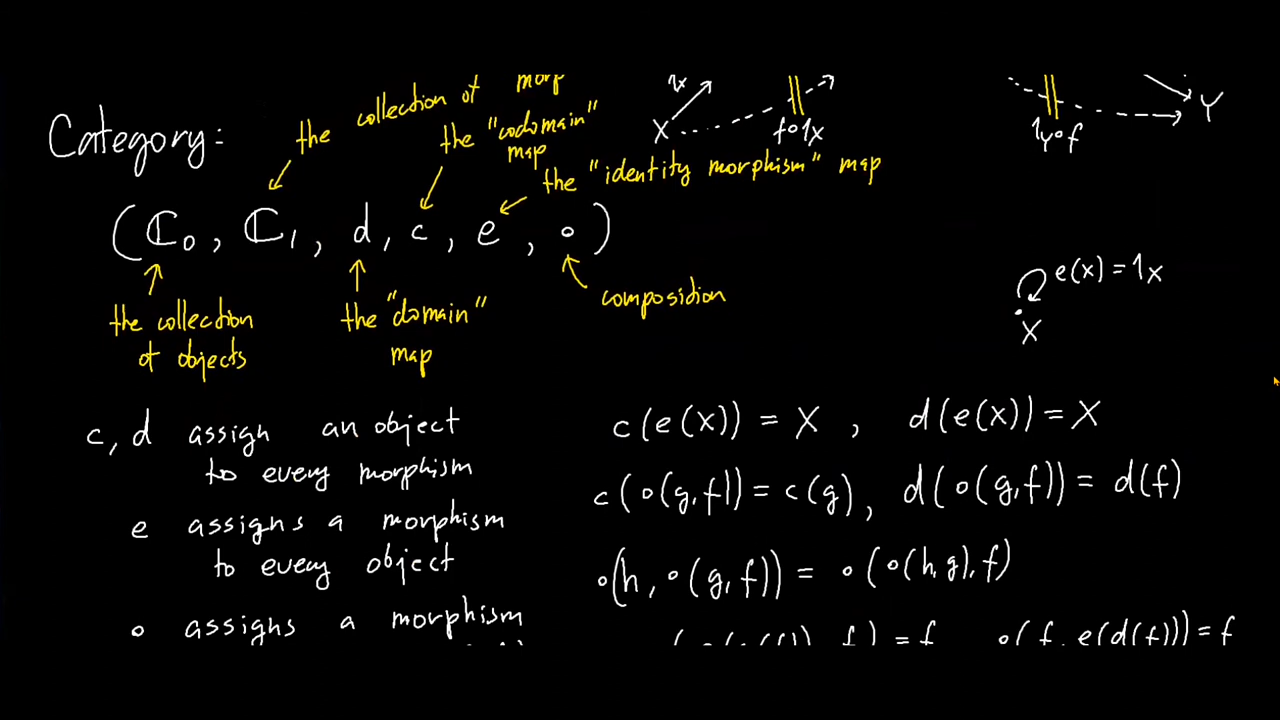 Category:
the collection of morp
the "codomain"
map
the "identity morphism" map
(ℂ₀, ℂ₁, d, c, e, ∘)
the collection
of objects
the "domain"
map
composition
c, d assign an object
to every morphism
e assigns a morphism
to every object
∘ assigns a morphism
1x
X
f∘1x
1Y∘f
Y
e(x) = 1x
X
c(e(x)) = X , d(e(x)) = X
c(∘(g,f)) = c(g), d(∘(g,f)) = d(f)
∘(h, ∘(g,f)) = ∘(∘(h,g),f)
f) = f ∘(f, e(d(f))) = f